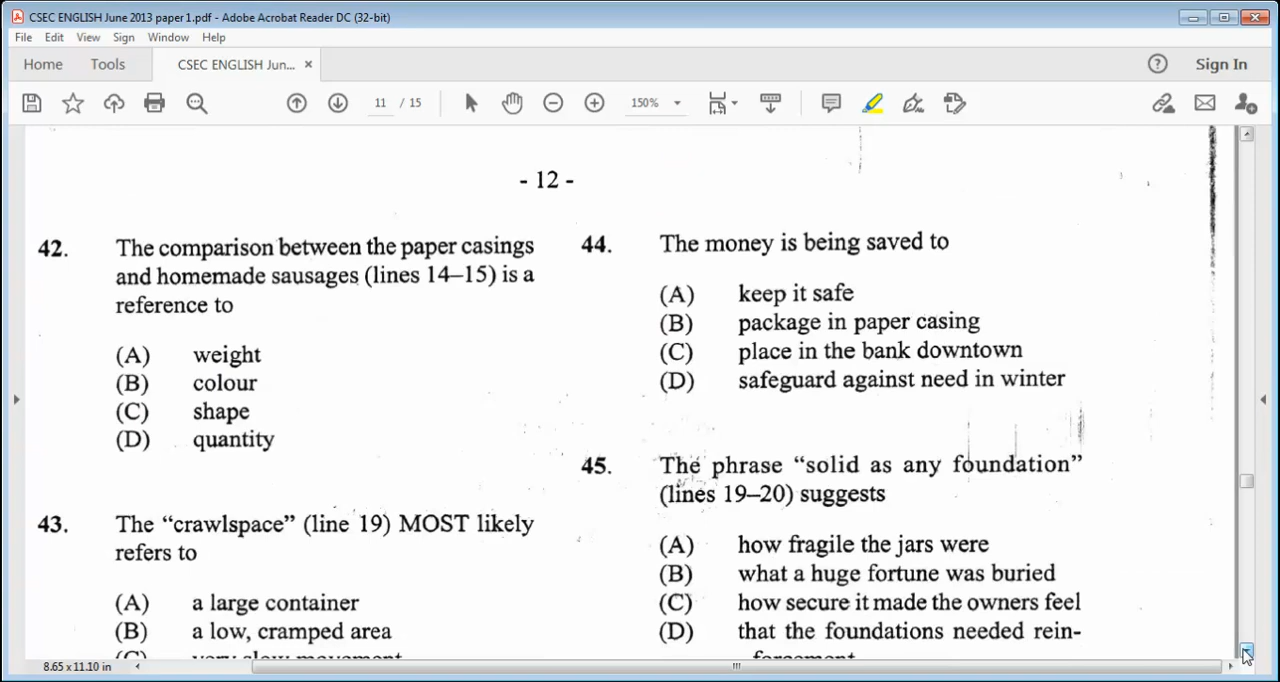 CSEC ENGLISH June 2013 paper 1.pdf - Adobe Acrobat Reader DC (32-bit)
File Edit View Sign Window Help
Home Tools CSEC ENGLISH Jun... × Sign In
11 / 15 150%
- 12 -
42. The comparison between the paper casings
and homemade sausages (lines 14–15) is a
reference to
(A) weight
(B) colour
(C) shape
(D) quantity
43. The "crawlspace" (line 19) MOST likely
refers to
(A) a large container
(B) a low, cramped area
(C) very slow movement
44. The money is being saved to
(A) keep it safe
(B) package in paper casing
(C) place in the bank downtown
(D) safeguard against need in winter
45. The phrase "solid as any foundation"
(lines 19–20) suggests
(A) how fragile the jars were
(B) what a huge fortune was buried
(C) how secure it made the owners feel
(D) that the foundations needed rein-
forcement
8.65 x 11.10 in